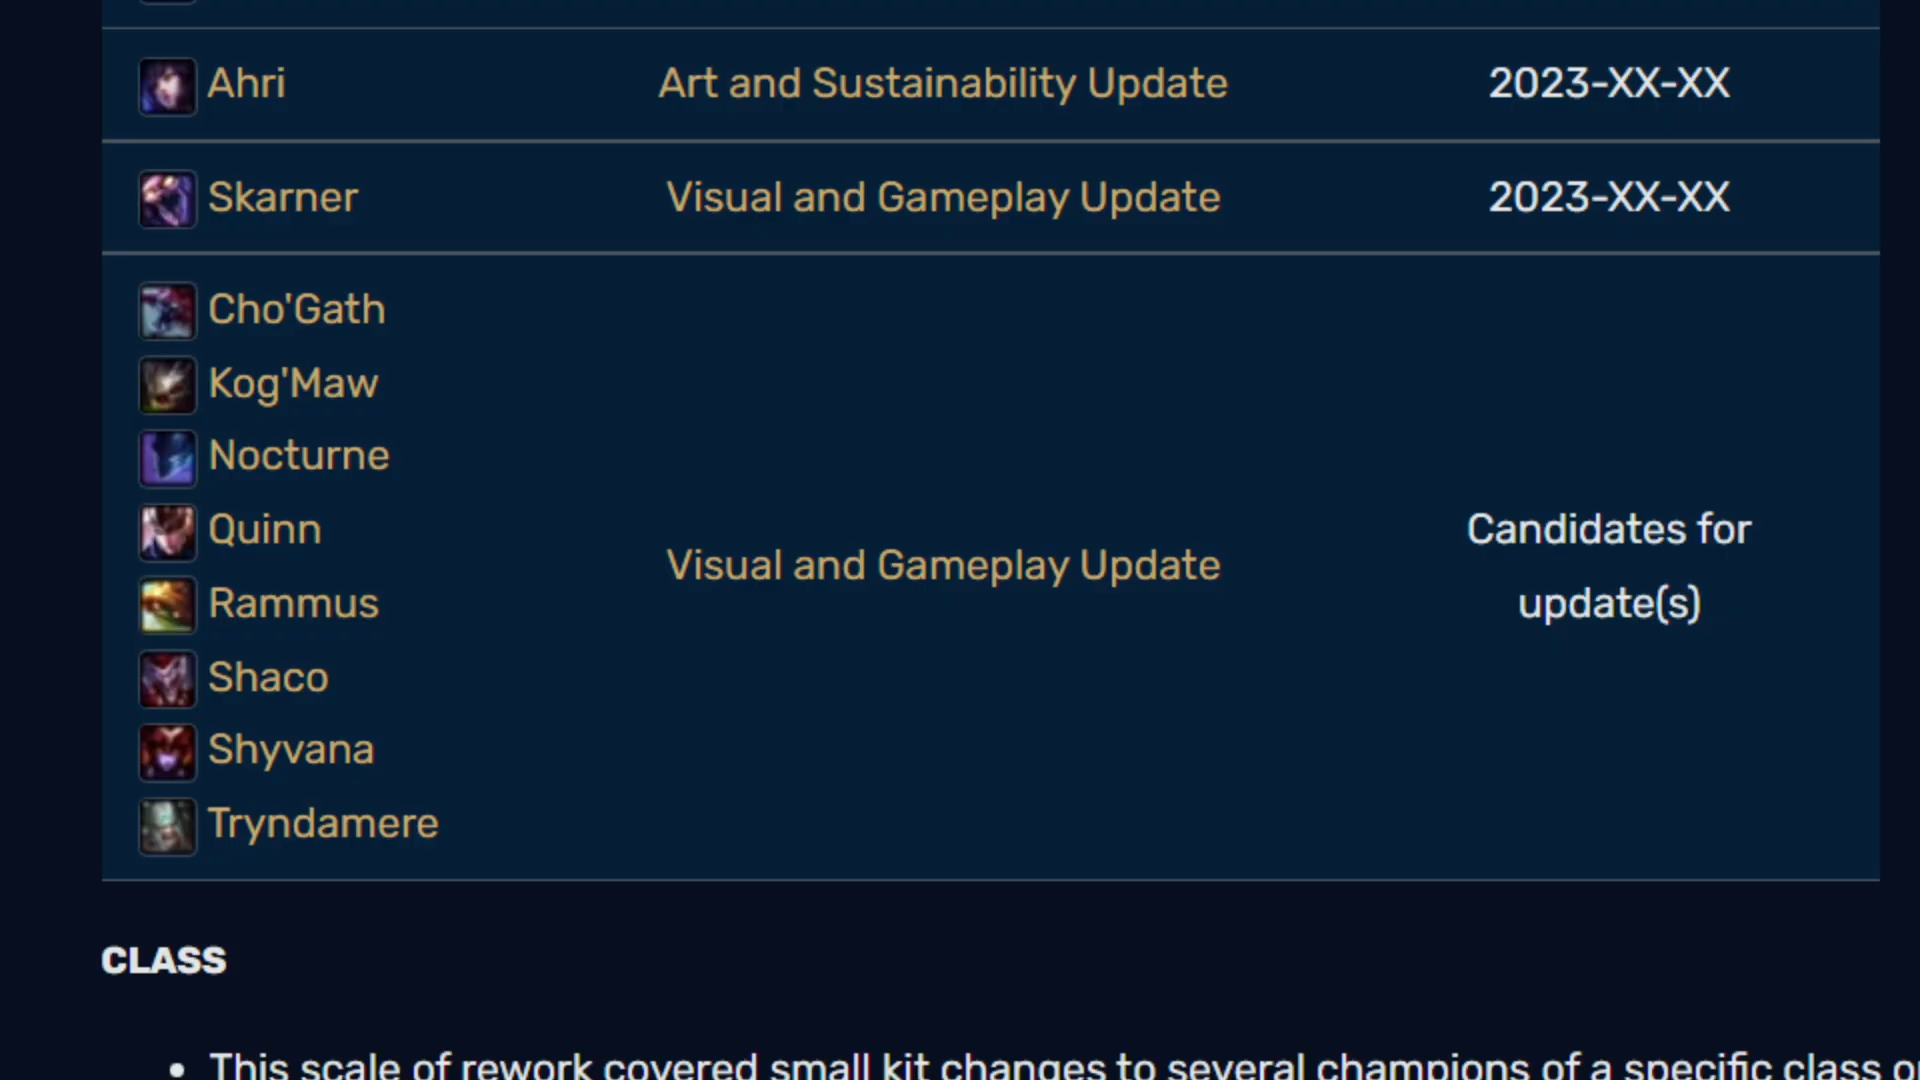 Ahri Art and Sustainability Update 2023-XX-XX
Skarner Visual and Gameplay Update 2023-XX-XX
Cho'Gath
Kog'Maw
Nocturne
Quinn
Rammus
Shaco
Shyvana
Tryndamere
Visual and Gameplay Update
Candidates for
update(s)
CLASS
• This scale of rework covered small kit changes to several champions of a specific class or